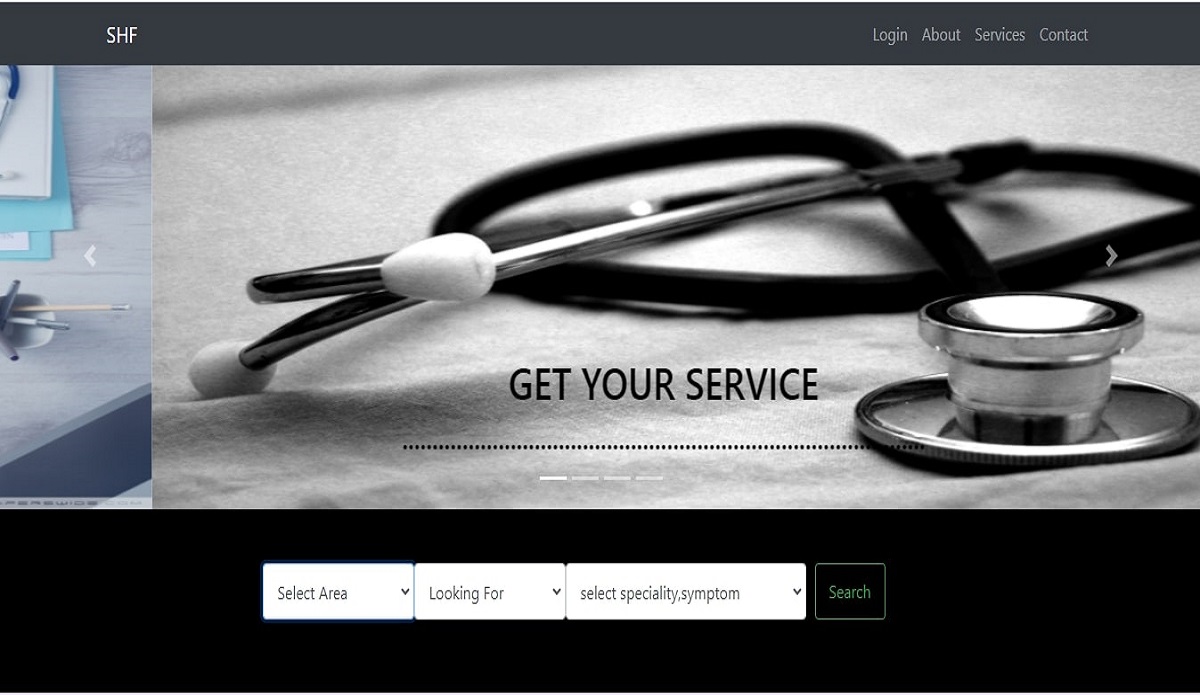 SHF
Login About Services Contact
GET YOUR SERVICE
Select Area Looking For select speciality,symptom Search